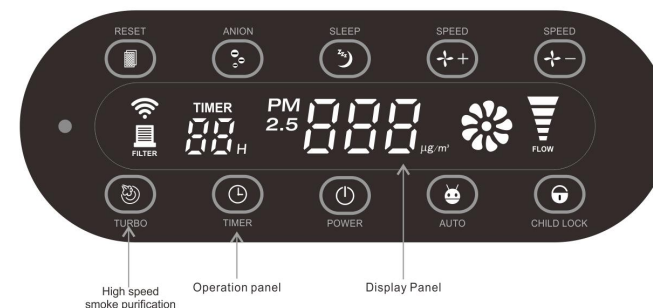 RESET ANION SLEEP SPEED SPEED
zzz
TIMER PM
2.5 888 μg/m³
88 H
FILTER FLOW
TURBO TIMER POWER AUTO CHILD LOCK
High speed
smoke purification
Operation panel
Display Panel